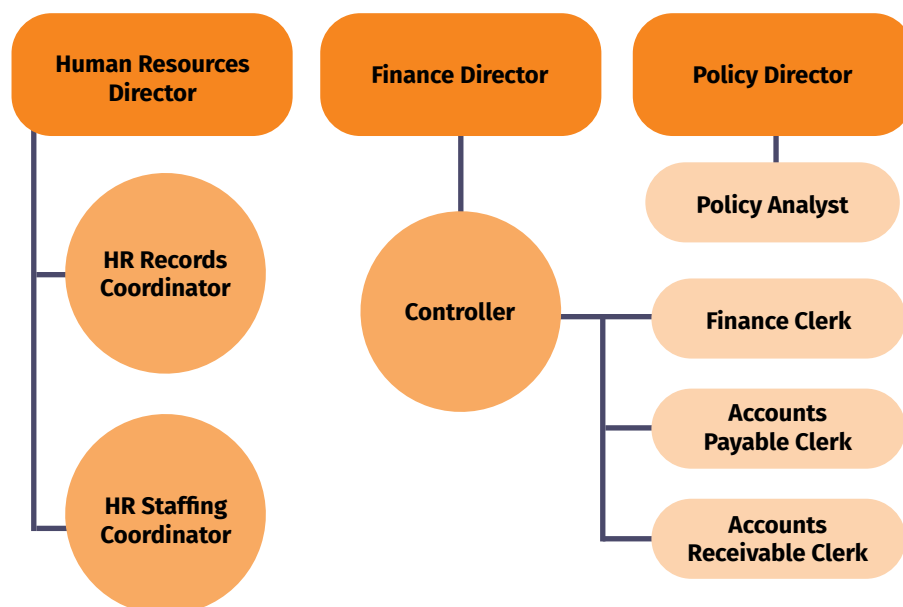 Human Resources
Director
Finance Director
Policy Director
Policy Analyst
HR Records
Coordinator
Controller
Finance Clerk
Accounts
Payable Clerk
HR Staffing
Coordinator
Accounts
Receivable Clerk